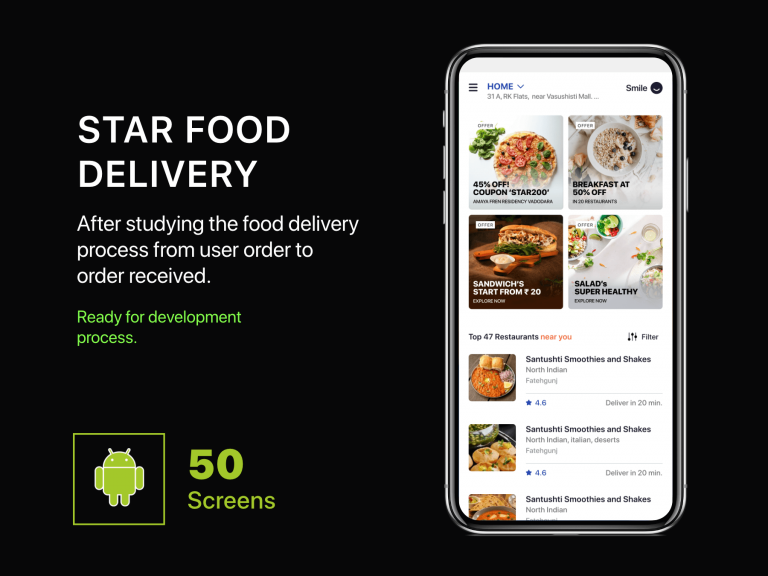 STAR FOOD
DELIVERY
After studying the food delivery
process from user order to
order received.
Ready for development
process.
50
Screens
HOME
31 A, RK Flats, near Vasushisti Mall. ...
Smile
OFFER
45% OFF!
COUPON ‘STAR200’
AMAYA FREN RESIDENCY VADODARA
OFFER
BREAKFAST AT
50% OFF
IN 20 RESTAURANTS
OFFER
SANDWICH'S
START FROM ₹ 20
EXPLORE NOW
OFFER
SALAD's
SUPER HEALTHY
EXPLORE NOW
Top 47 Restaurants near you
Filter
Santushti Smoothies and Shakes
North Indian
Fatehgunj
4.6
Deliver in 20 min.
Santushti Smoothies and Shakes
North Indian, italian, deserts
Fatehgunj
4.6
Deliver in 20 min.
Santushti Smoothies and Shakes
North Indian
Fatehgunj